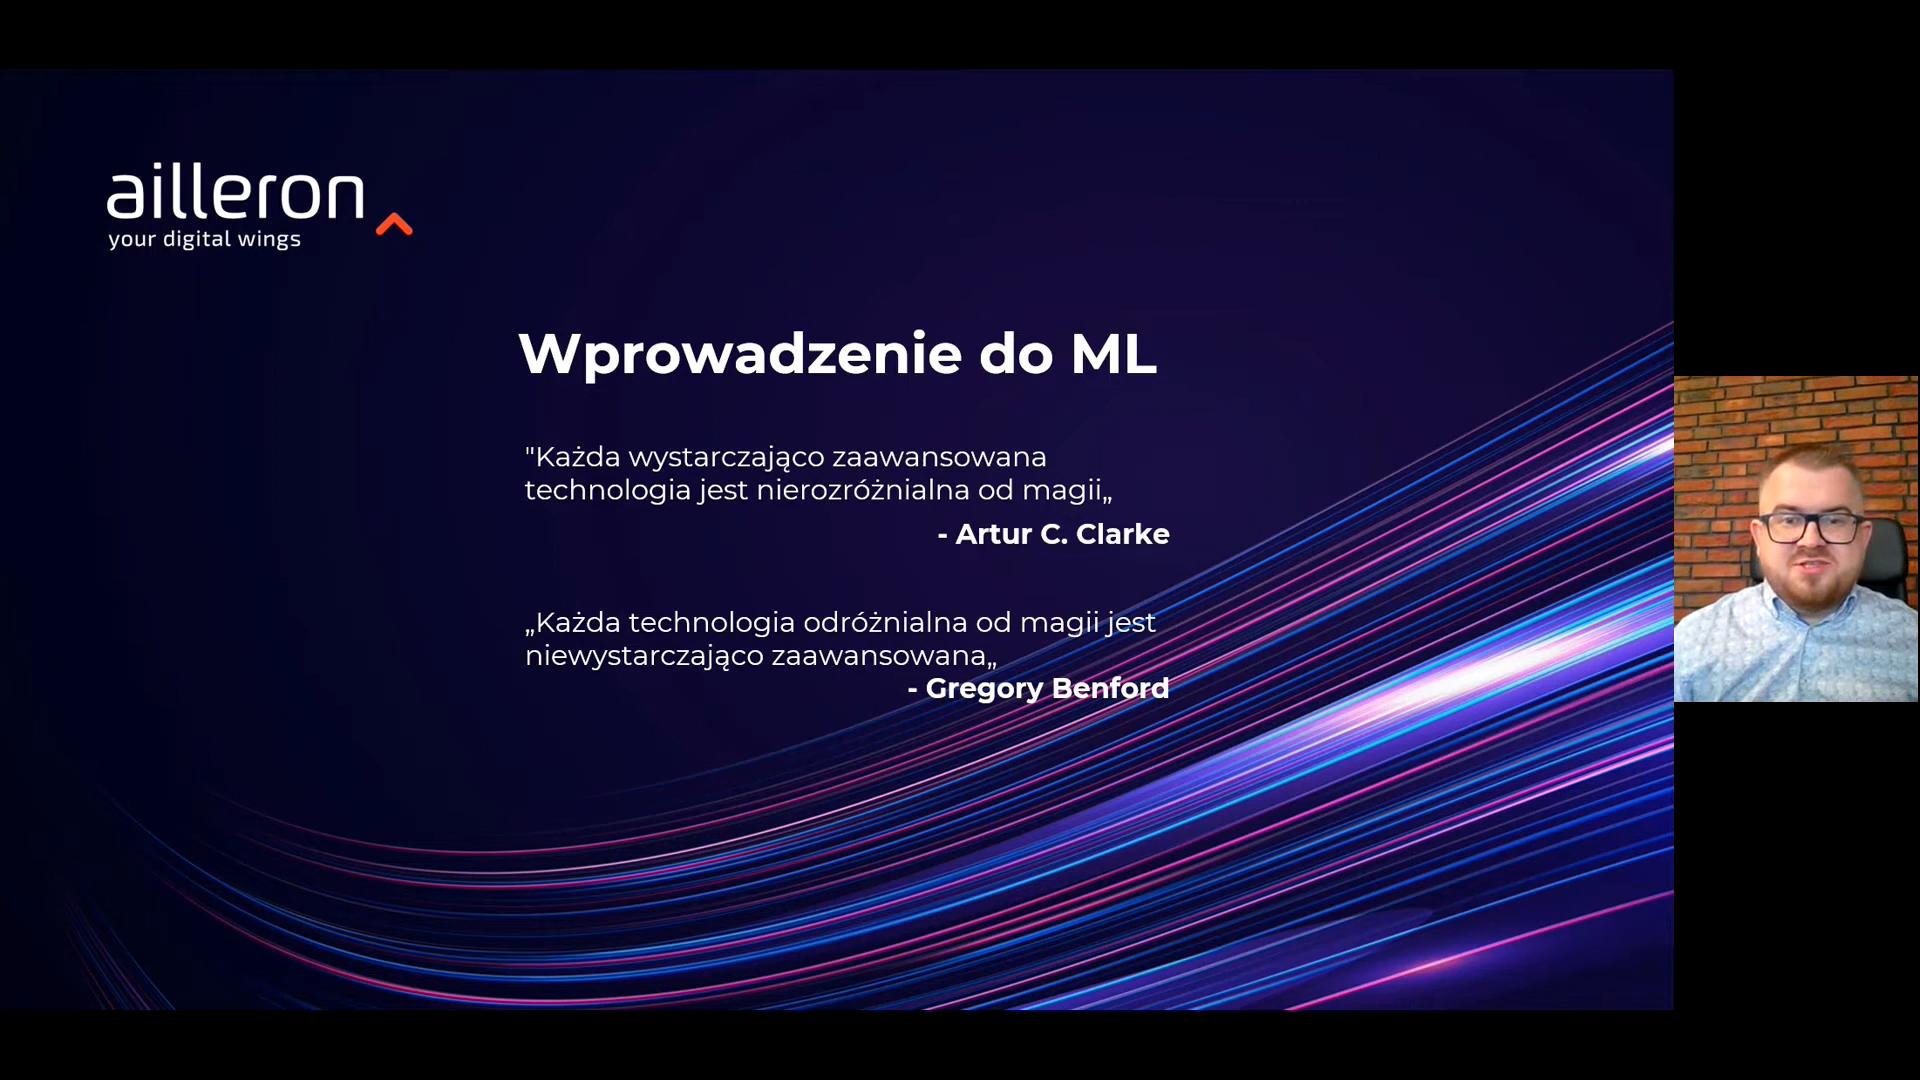 ailleron
your digital wings
Wprowadzenie do ML
"Każda wystarczająco zaawansowana
technologia jest nierozróżnialna od magii„
- Artur C. Clarke
„Każda technologia odróżnialna od magii jest
niewystarczająco zaawansowana„
- Gregory Benford